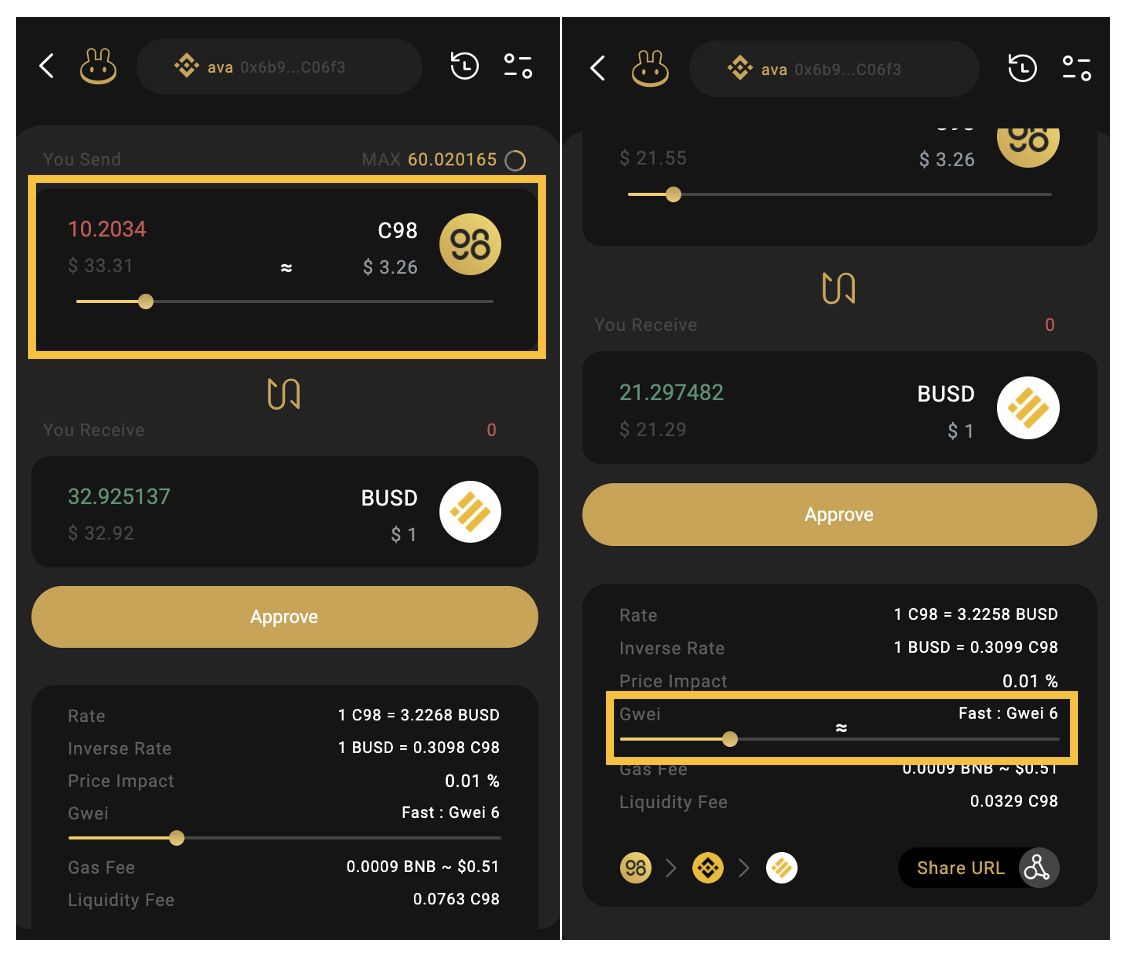 ava 0x6b9...C06f3
You Send MAX 60.020165
10.2034 C98
$ 33.31 ≈ $ 3.26
You Receive 0
32.925137 BUSD
$ 32.92 $ 1
Approve
Rate 1 C98 = 3.2268 BUSD
Inverse Rate 1 BUSD = 0.3098 C98
Price Impact 0.01 %
Gwei Fast : Gwei 6
Gas Fee 0.0009 BNB ~ $0.51
Liquidity Fee 0.0763 C98
ava 0x6b9...C06f3
$ 21.55 $ 3.26
You Receive 0
21.297482 BUSD
$ 21.29 $ 1
Approve
Rate 1 C98 = 3.2258 BUSD
Inverse Rate 1 BUSD = 0.3099 C98
Price Impact 0.01 %
Gwei ≈ Fast : Gwei 6
Gas Fee 0.0009 BNB ~ $0.51
Liquidity Fee 0.0329 C98
Share URL